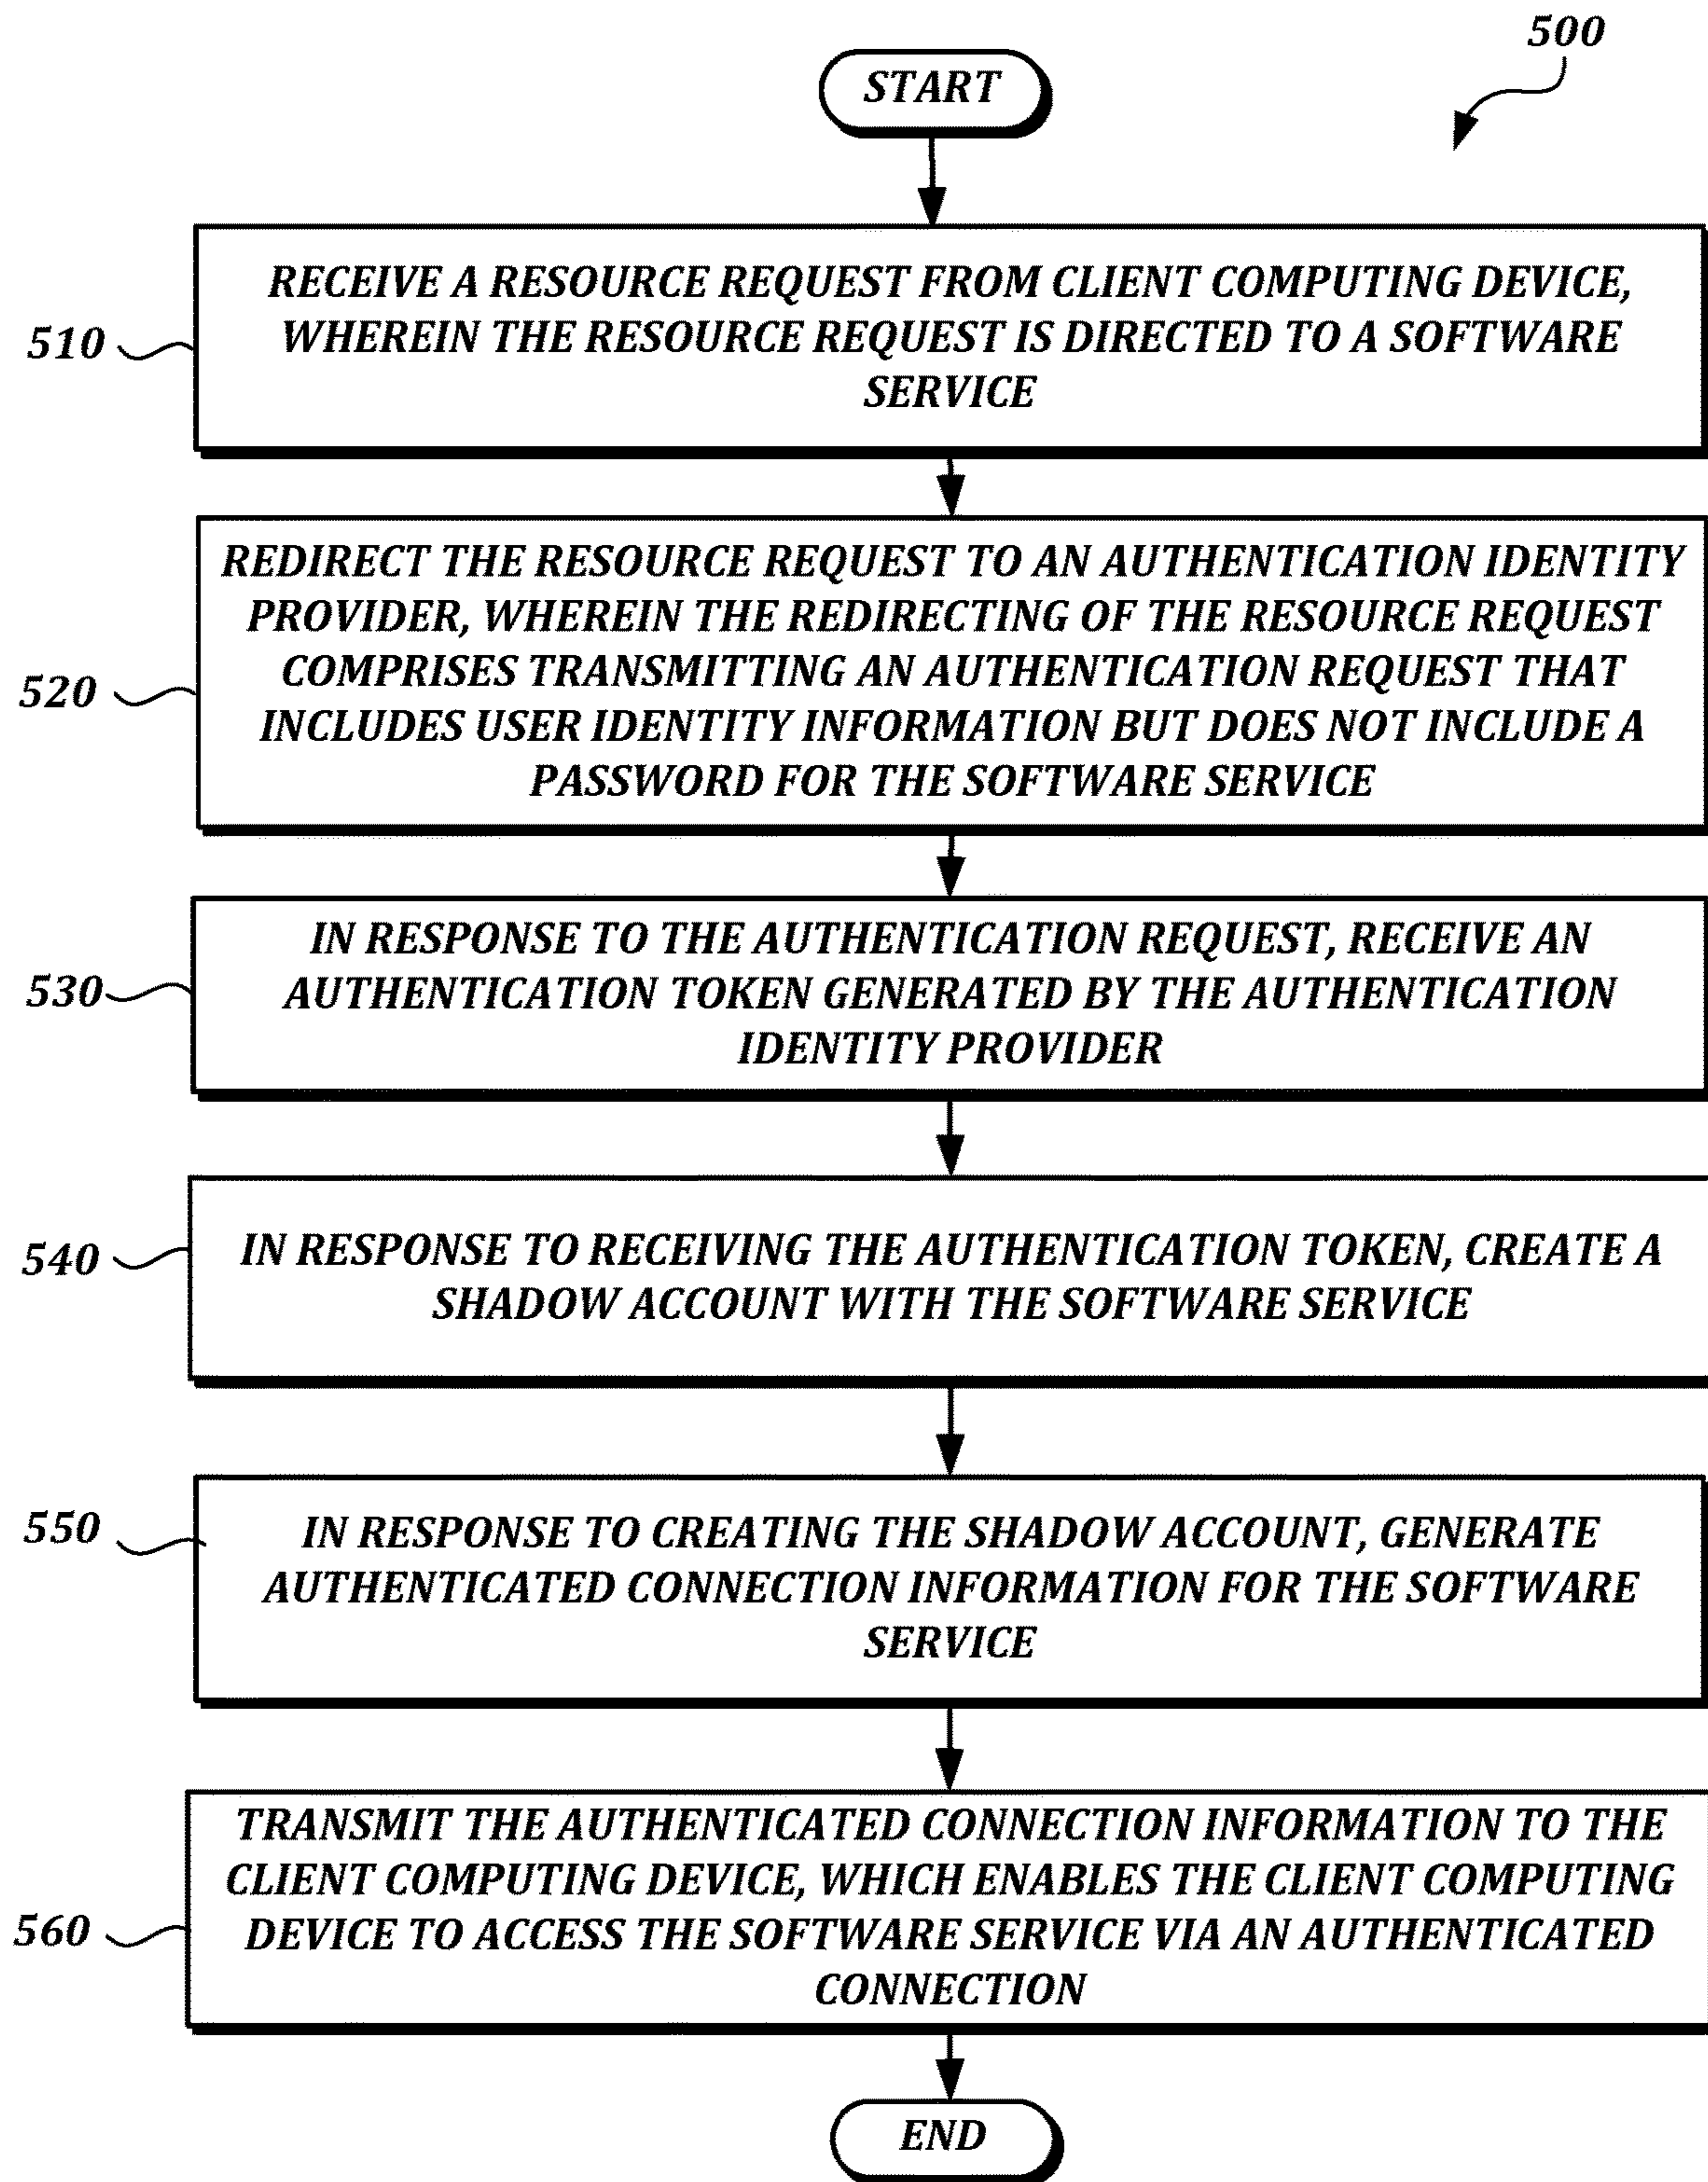 500
START
510
RECEIVE A RESOURCE REQUEST FROM CLIENT COMPUTING DEVICE,
WHEREIN THE RESOURCE REQUEST IS DIRECTED TO A SOFTWARE
SERVICE
520
REDIRECT THE RESOURCE REQUEST TO AN AUTHENTICATION IDENTITY
PROVIDER, WHEREIN THE REDIRECTING OF THE RESOURCE REQUEST
COMPRISES TRANSMITTING AN AUTHENTICATION REQUEST THAT
INCLUDES USER IDENTITY INFORMATION BUT DOES NOT INCLUDE A
PASSWORD FOR THE SOFTWARE SERVICE
530
IN RESPONSE TO THE AUTHENTICATION REQUEST, RECEIVE AN
AUTHENTICATION TOKEN GENERATED BY THE AUTHENTICATION
IDENTITY PROVIDER
540
IN RESPONSE TO RECEIVING THE AUTHENTICATION TOKEN, CREATE A
SHADOW ACCOUNT WITH THE SOFTWARE SERVICE
550
IN RESPONSE TO CREATING THE SHADOW ACCOUNT, GENERATE
AUTHENTICATED CONNECTION INFORMATION FOR THE SOFTWARE
SERVICE
560
TRANSMIT THE AUTHENTICATED CONNECTION INFORMATION TO THE
CLIENT COMPUTING DEVICE, WHICH ENABLES THE CLIENT COMPUTING
DEVICE TO ACCESS THE SOFTWARE SERVICE VIA AN AUTHENTICATED
CONNECTION
END